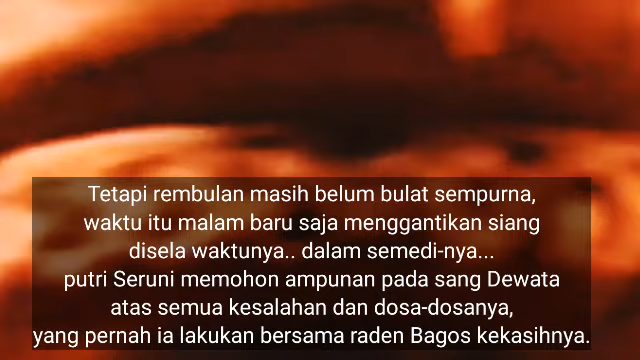 Tetapi rembulan masih belum bulat sempurna,
waktu itu malam baru saja menggantikan siang
disela waktunya.. dalam semedi-nya...
putri Seruni memohon ampunan pada sang Dewata
atas semua kesalahan dan dosa-dosanya,
yang pernah ia lakukan bersama raden Bagos kekasihnya.